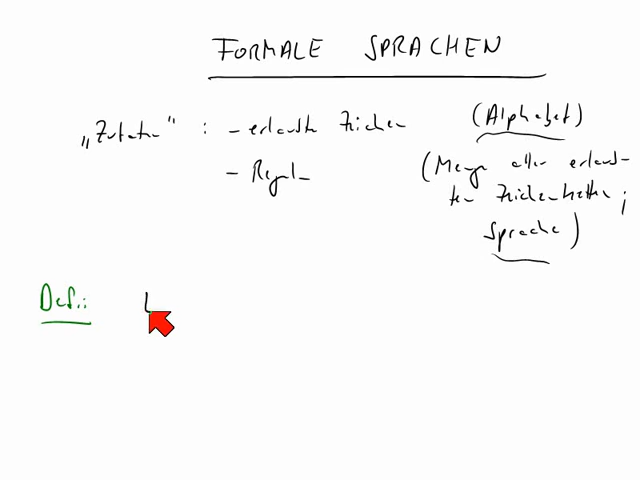 FORMALE SPRACHEN
„Zutaten“ : - erlaubte Zeichen (Alphabet)
- Regeln (Menge aller erlaub-
ten Zeichenketten;
Sprache)
Def.: